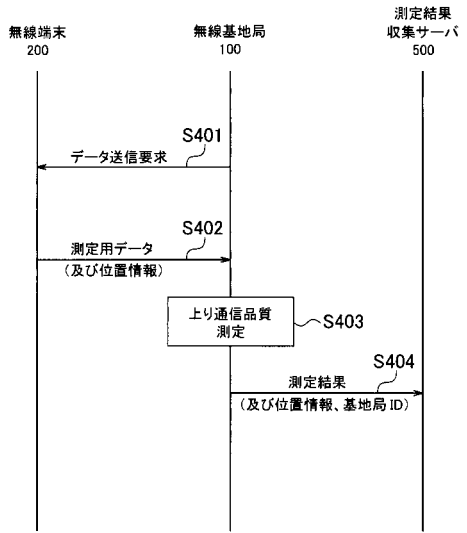 無線端末
200
無線基地局
100
測定結果
収集サーバ
500
S401
データ送信要求
S402
測定用データ
(及び位置情報)
上り通信品質
測定
S403
S404
測定結果
(及び位置情報、基地局ID)